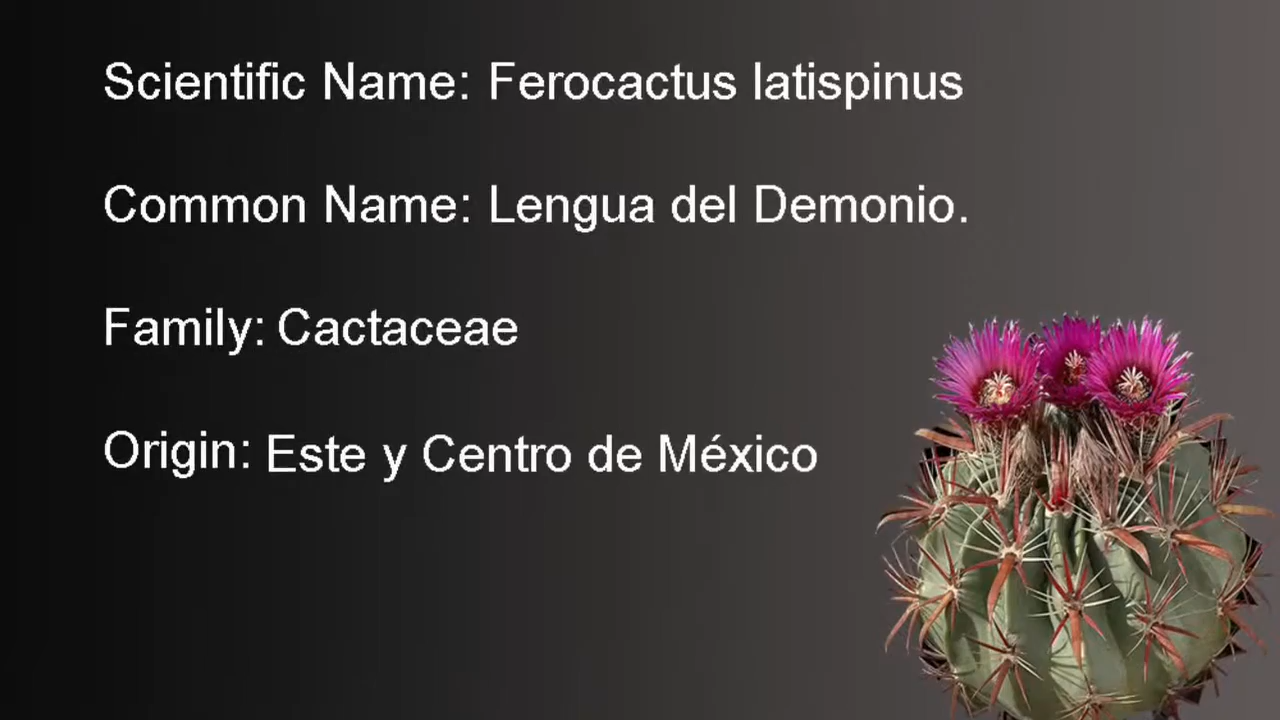 Scientific Name: Ferocactus latispinus
Common Name: Lengua del Demonio.
Family: Cactaceae
Origin: Este y Centro de México